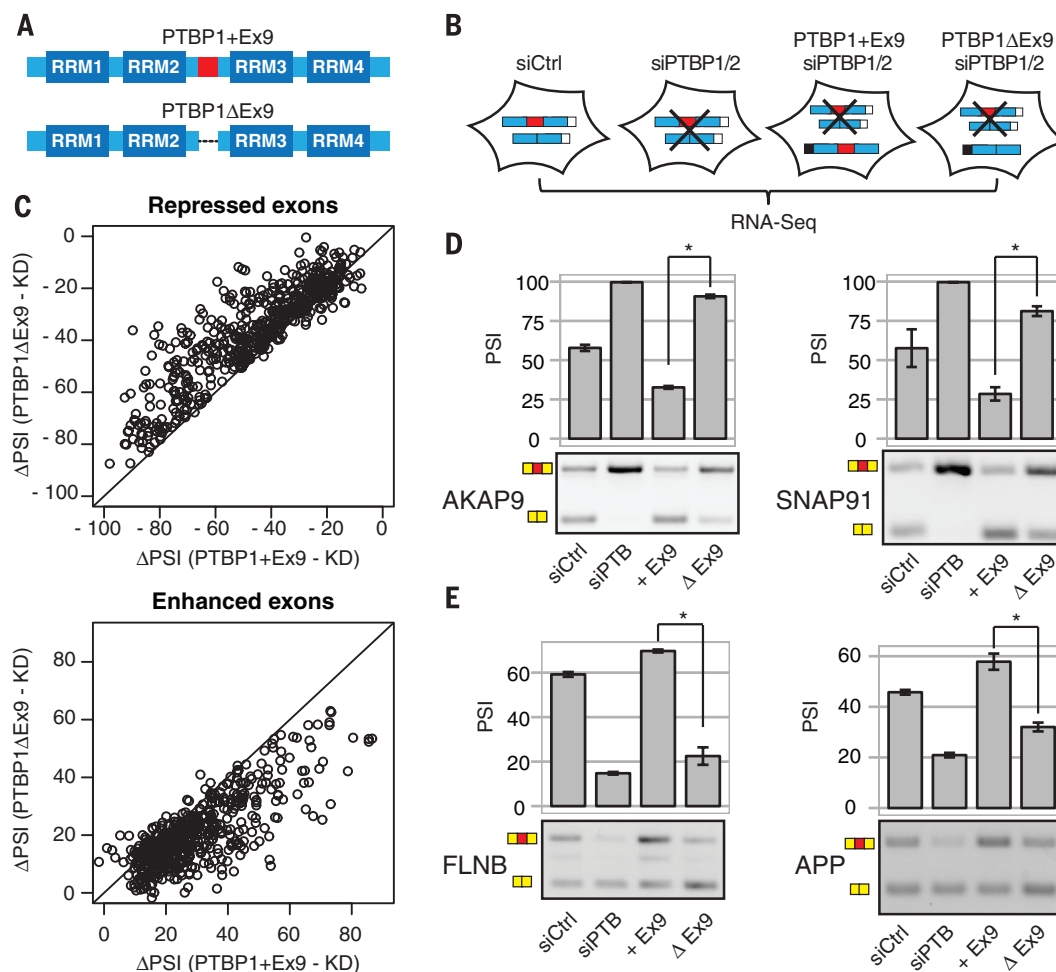 A
PTBP1+Ex9
RRM1 RRM2 RRM3 RRM4
PTBP1ΔEx9
RRM1 RRM2 RRM3 RRM4
B
siCtrl
siPTBP1/2
PTBP1+Ex9
siPTBP1/2
PTBP1ΔEx9
siPTBP1/2
RNA-Seq
C
Repressed exons
ΔPSI (PTBP1ΔEx9 - KD)
0
- 20
- 40
- 60
- 80
- 100
- 100 - 80 - 60 - 40 - 20 0
ΔPSI (PTBP1+Ex9 - KD)
Enhanced exons
ΔPSI (PTBP1ΔEx9 - KD)
80
60
40
20
0
0 20 40 60 80
ΔPSI (PTBP1+Ex9 - KD)
D
*
PSI
100
75
50
25
0
AKAP9
siCtrl siPTB + Ex9 Δ Ex9
*
PSI
100
75
50
25
0
SNAP91
siCtrl siPTB + Ex9 Δ Ex9
E
*
PSI
60
40
20
0
FLNB
siCtrl siPTB + Ex9 Δ Ex9
*
PSI
60
40
20
0
APP
siCtrl siPTB + Ex9 Δ Ex9